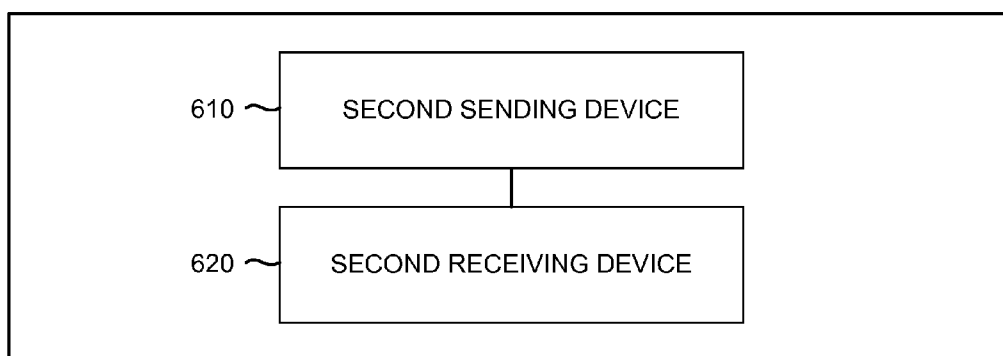 610 SECOND SENDING DEVICE
620 SECOND RECEIVING DEVICE